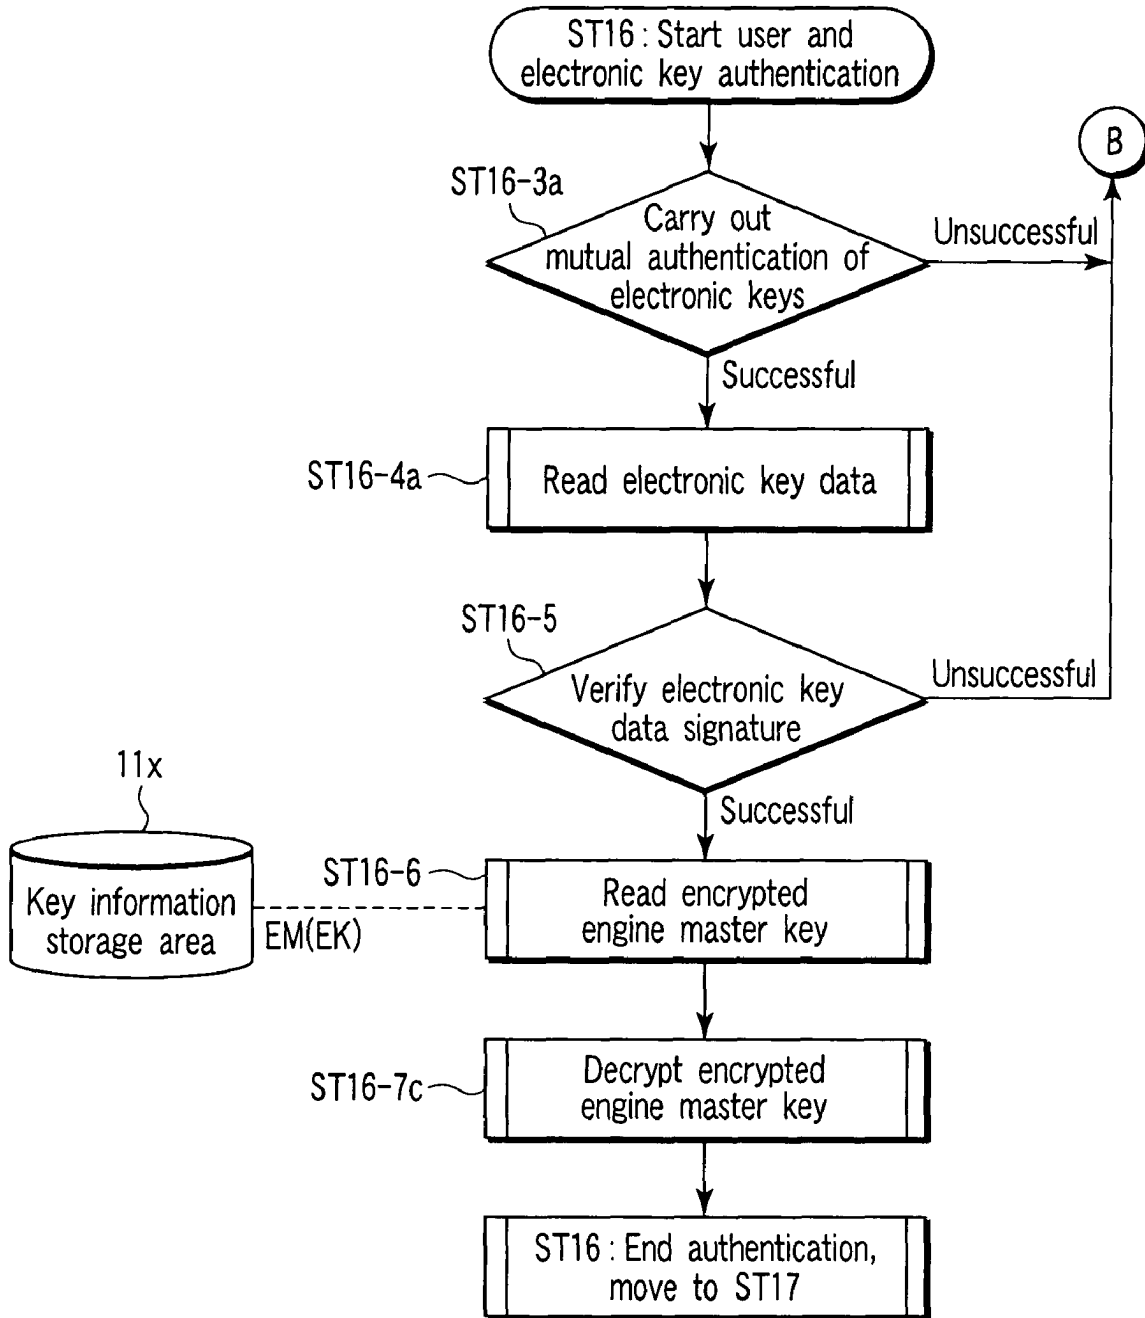 ST16 : Start user and
electronic key authentication
B
ST16-3a
Carry out
mutual authentication of
electronic keys
Unsuccessful
Successful
ST16-4a
Read electronic key data
ST16-5
Verify electronic key
data signature
Unsuccessful
Successful
11x
Key information
storage area
EM(EK)
ST16-6
Read encrypted
engine master key
ST16-7c
Decrypt encrypted
engine master key
ST16 : End authentication,
move to ST17